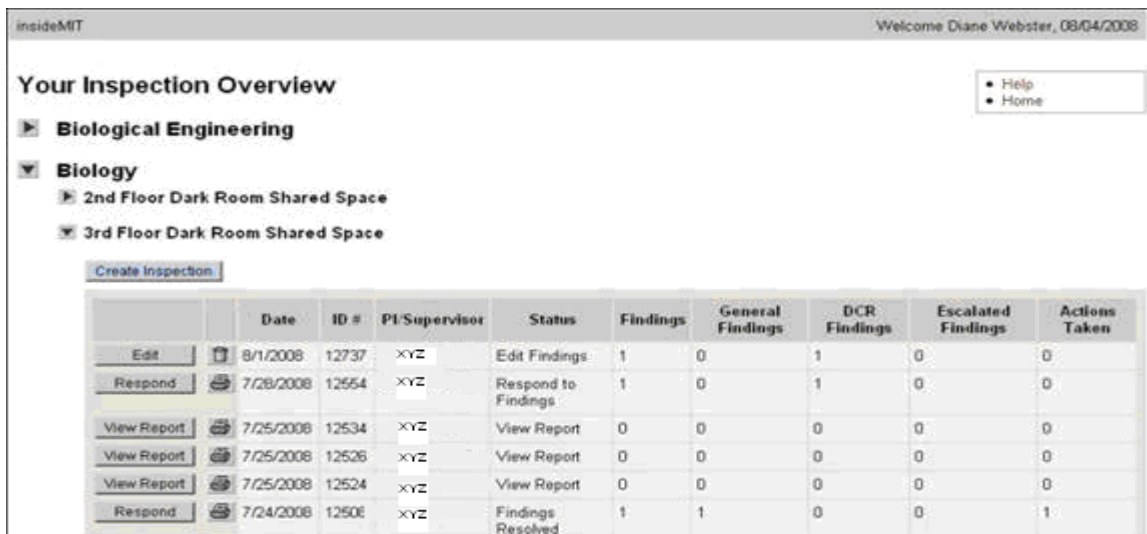 insideMIT Welcome Diane Webster, 08/04/2008
Your Inspection Overview
Help
Home
Biological Engineering
Biology
2nd Floor Dark Room Shared Space
3rd Floor Dark Room Shared Space
Create Inspection
Date ID # PI/Supervisor Status Findings General Findings DCR Findings Escalated Findings Actions Taken
Edit 8/1/2008 12737 XYZ Edit Findings 1 0 1 0 0
Respond 7/28/2008 12554 XYZ Respond to Findings 1 0 1 0 0
View Report 7/25/2008 12534 XYZ View Report 0 0 0 0 0
View Report 7/25/2008 12526 XYZ View Report 0 0 0 0 0
View Report 7/25/2008 12524 XYZ View Report 0 0 0 0 0
Respond 7/24/2008 XYZ Findings Resolved 1 1 0 0 1